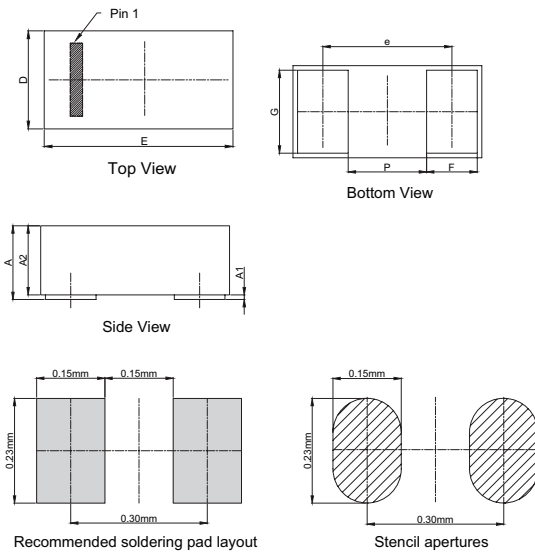 Pin 1
D
E
Top View
e
G
P
F
Bottom View
A
A2
A1
Side View
0.15mm
0.15mm
0.23mm
0.30mm
Recommended soldering pad layout
0.15mm
0.23mm
0.30mm
Stencil apertures